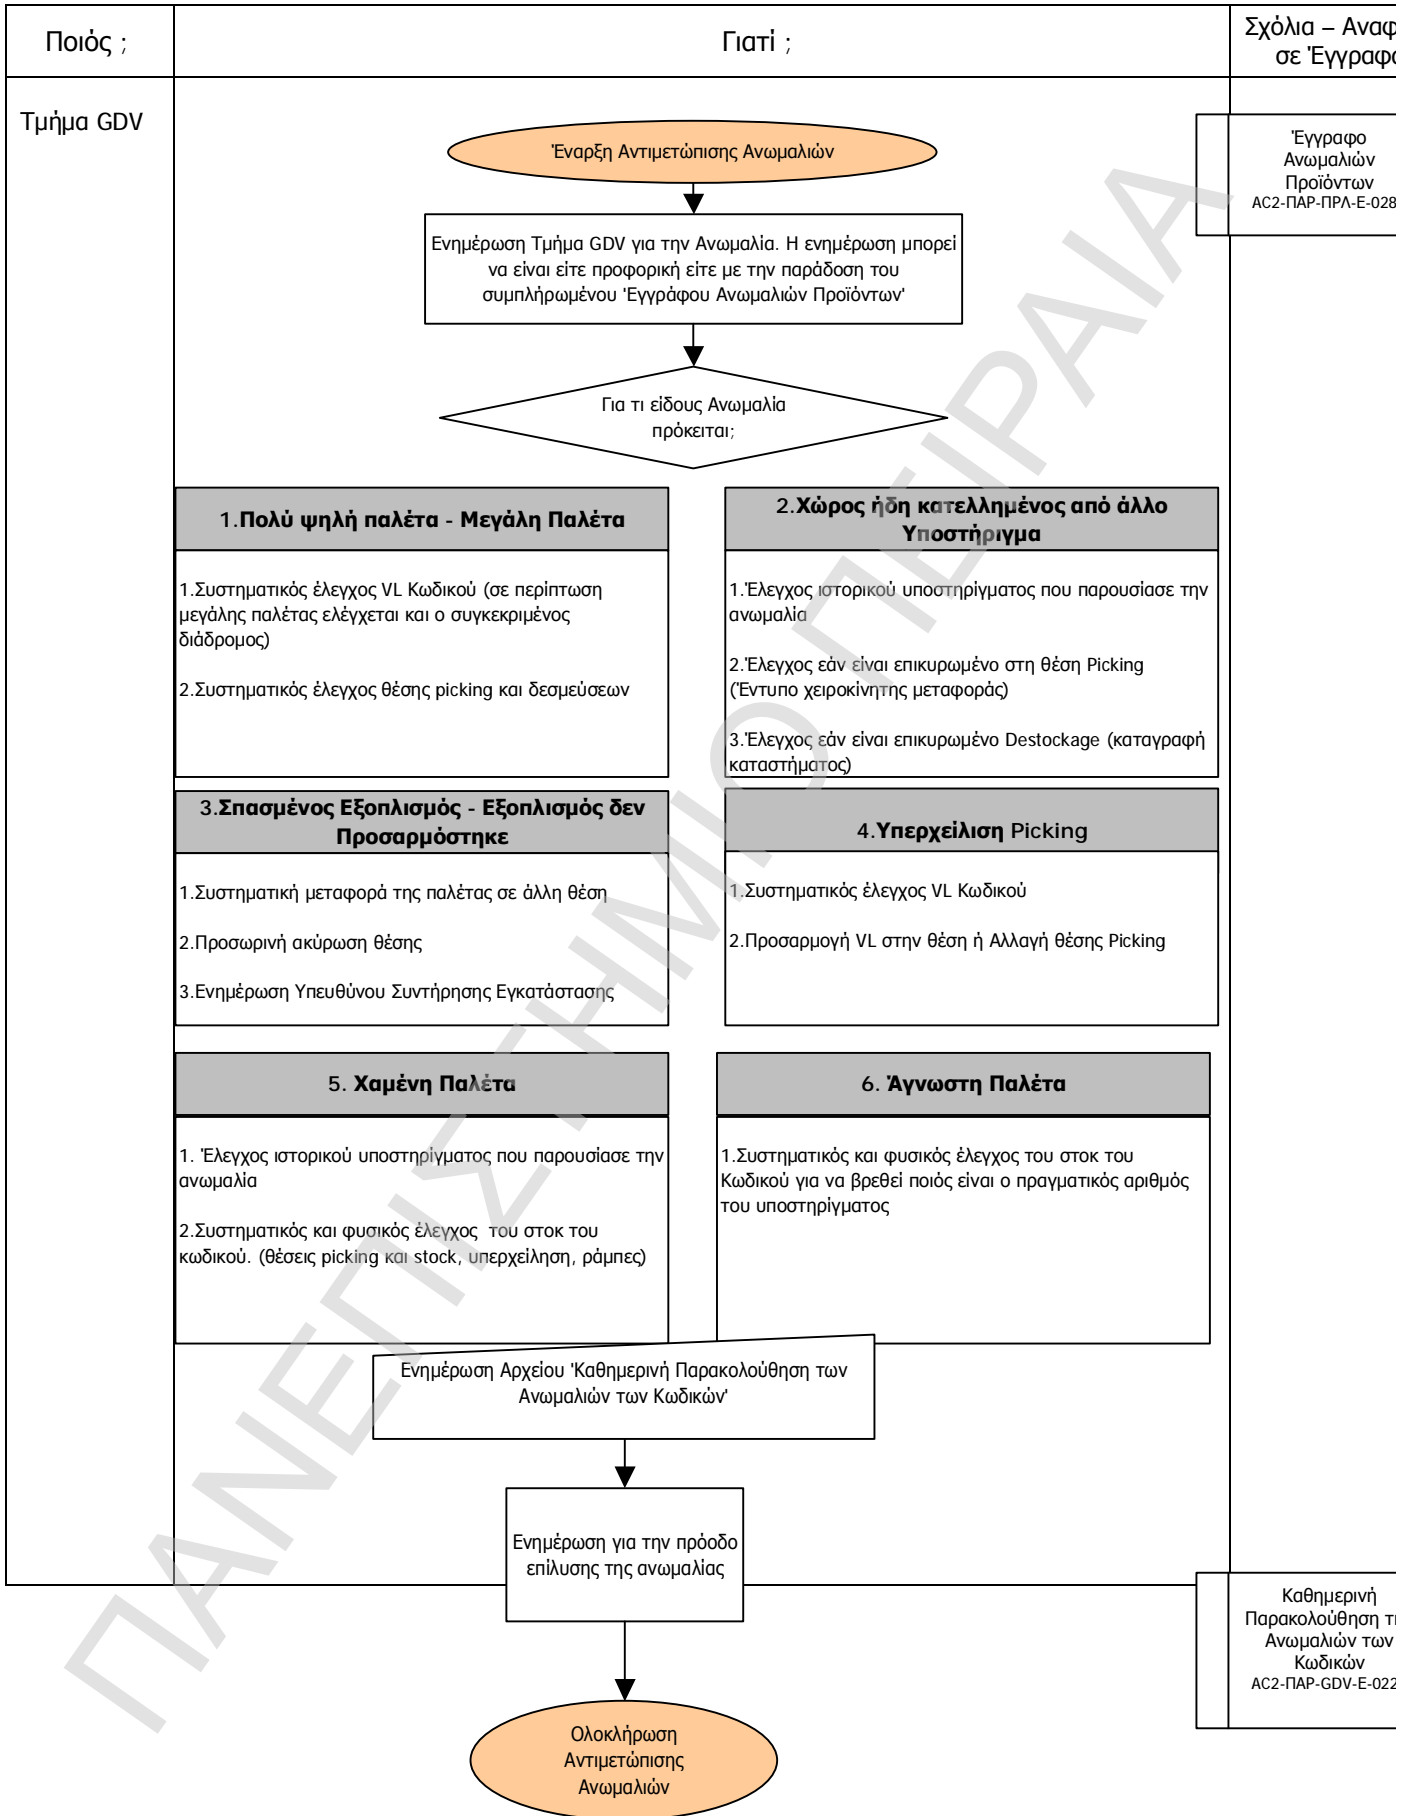 Ποιός ;
Γιατί ;
Σχόλια – Αναφ
σε Έγγραφα
Τμήμα GDV
Έναρξη Αντιμετώπισης Ανωμαλιών
Έγγραφο
Ανωμαλιών
Προϊόντων
AC2-ΠΑΡ-ΠΡΛ-Ε-028
Ενημέρωση Τμήμα GDV για την Ανωμαλία. Η ενημέρωση μπορεί
να είναι είτε προφορική είτε με την παράδοση του
συμπλήρωμένου 'Εγγράφου Ανωμαλιών Προϊόντων'
Για τι είδους Ανωμαλία
πρόκειται;
1.Πολύ ψηλή παλέτα - Μεγάλη Παλέτα
1.Συστηματικός έλεγχος VL Κωδικού (σε περίπτωση
μεγάλης παλέτας ελέγχεται και ο συγκεκριμένος
διάδρομος)
2.Συστηματικός έλεγχος θέσης picking και δεσμεύσεων
2.Χώρος ήδη κατελλημένος από άλλο
Υποστήριγμα
1.Έλεγχος ιστορικού υποστηρίγματος που παρουσίασε την
ανωμαλία
2.Έλεγχος εάν είναι επικυρωμένο στη θέση Picking
(Έντυπο χειροκίνητης μεταφοράς)
3.Έλεγχος εάν είναι επικυρωμένο Destockage (καταγραφή
καταστήματος)
3.Σπασμένος Εξοπλισμός - Εξοπλισμός δεν
Προσαρμόστηκε
1.Συστηματική μεταφορά της παλέτας σε άλλη θέση
2.Προσωρινή ακύρωση θέσης
3.Ενημέρωση Υπευθύνου Συντήρησης Εγκατάστασης
4.Υπερχείλιση Picking
1.Συστηματικός έλεγχος VL Κωδικού
2.Προσαρμογή VL στην θέση ή Αλλαγή θέσης Picking
5. Χαμένη Παλέτα
1. Έλεγχος ιστορικού υποστηρίγματος που παρουσίασε την
ανωμαλία
2.Συστηματικός και φυσικός έλεγχος του στοκ του
κωδικού. (θέσεις picking και stock, υπερχείληση, ράμπες)
6. Άγνωστη Παλέτα
1.Συστηματικός και φυσικός έλεγχος του στοκ του
Κωδικού για να βρεθεί ποιός είναι ο πραγματικός αριθμός
του υποστηρίγματος
Ενημέρωση Αρχείου 'Καθημερινή Παρακολούθηση των
Ανωμαλιών των Κωδικών'
Ενημέρωση για την πρόοδο
επίλυσης της ανωμαλίας
Καθημερινή
Παρακολούθηση
Ανωμαλιών των
Κωδικών
AC2-ΠΑΡ-GDV-Ε-022
Ολοκλήρωση
Αντιμετώπισης
Ανωμαλιών
ΠΑΝΕΠΙΣΤΗΜΙΟ ΠΕΙΡΑΙΑ